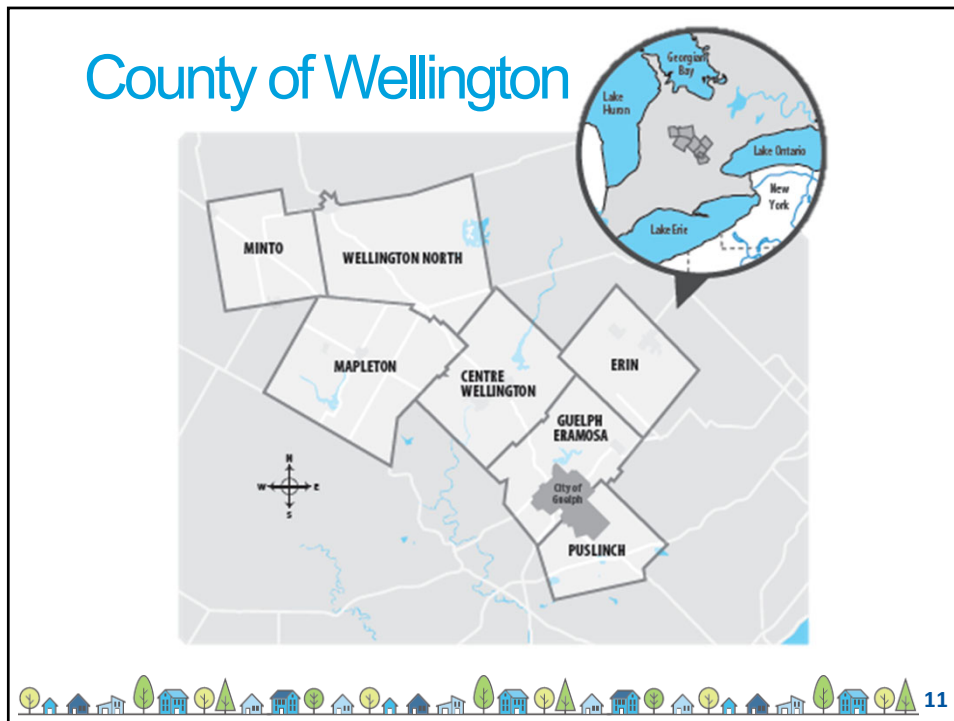 County of Wellington
Georgian
Bay
Lake
Huron
Lake Ontario
New
York
Lake Erie
MINTO
WELLINGTON NORTH
MAPLETON
CENTRE
WELLINGTON
ERIN
GUELPH
ERAMOSA
City of
Guelph
PUSLINCH
N
W E
S
11